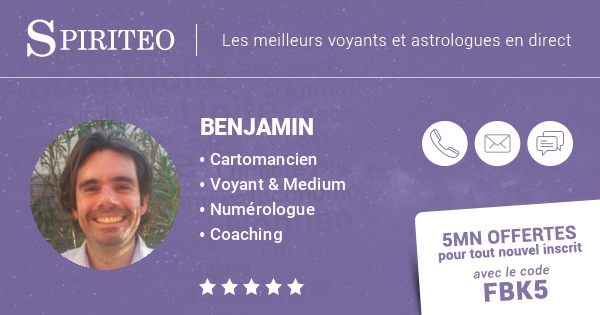 SPIRITEO
Les meilleurs voyants et astrologues en direct
BENJAMIN
• Cartomancien
• Voyant & Medium
• Numérologue
• Coaching
5MN OFFERTES
pour tout nouvel inscrit
avec le code
FBK5